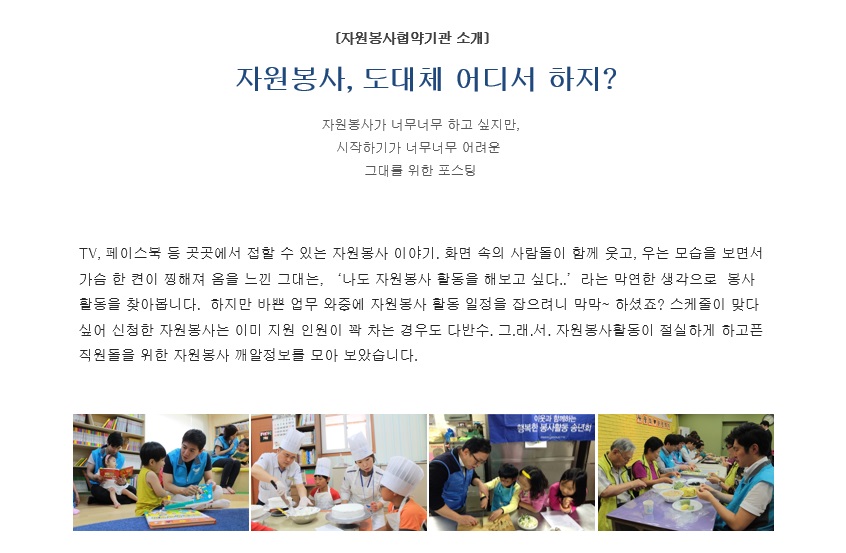 [자원봉사협약기관 소개]
자원봉사, 도대체 어디서 하지?
자원봉사가 너무너무 하고 싶지만,
시작하기가 너무너무 어려운
그대를 위한 포스팅
TV, 페이스북 등 곳곳에서 접할 수 있는 자원봉사 이야기. 화면 속의 사람들이 함께 웃고, 우는 모습을 보면서
가슴 한 켠이 찡해져 옴을 느낀 그대는, ‘나도 자원봉사 활동을 해보고 싶다..’ 라는 막연한 생각으로 봉사
활동을 찾아봅니다. 하지만 바쁜 업무 와중에 자원봉사 활동 일정을 잡으려니 막막~ 하셨죠? 스케줄이 맞다
싶어 신청한 자원봉사는 이미 지원 인원이 꽉 차는 경우도 다반수. 그.래.서. 자원봉사활동이 절실하게 하고픈
직원들을 위한 자원봉사 깨알정보를 모아 보았습니다.
이웃과 함께하는
행복한 봉사활동 송년회